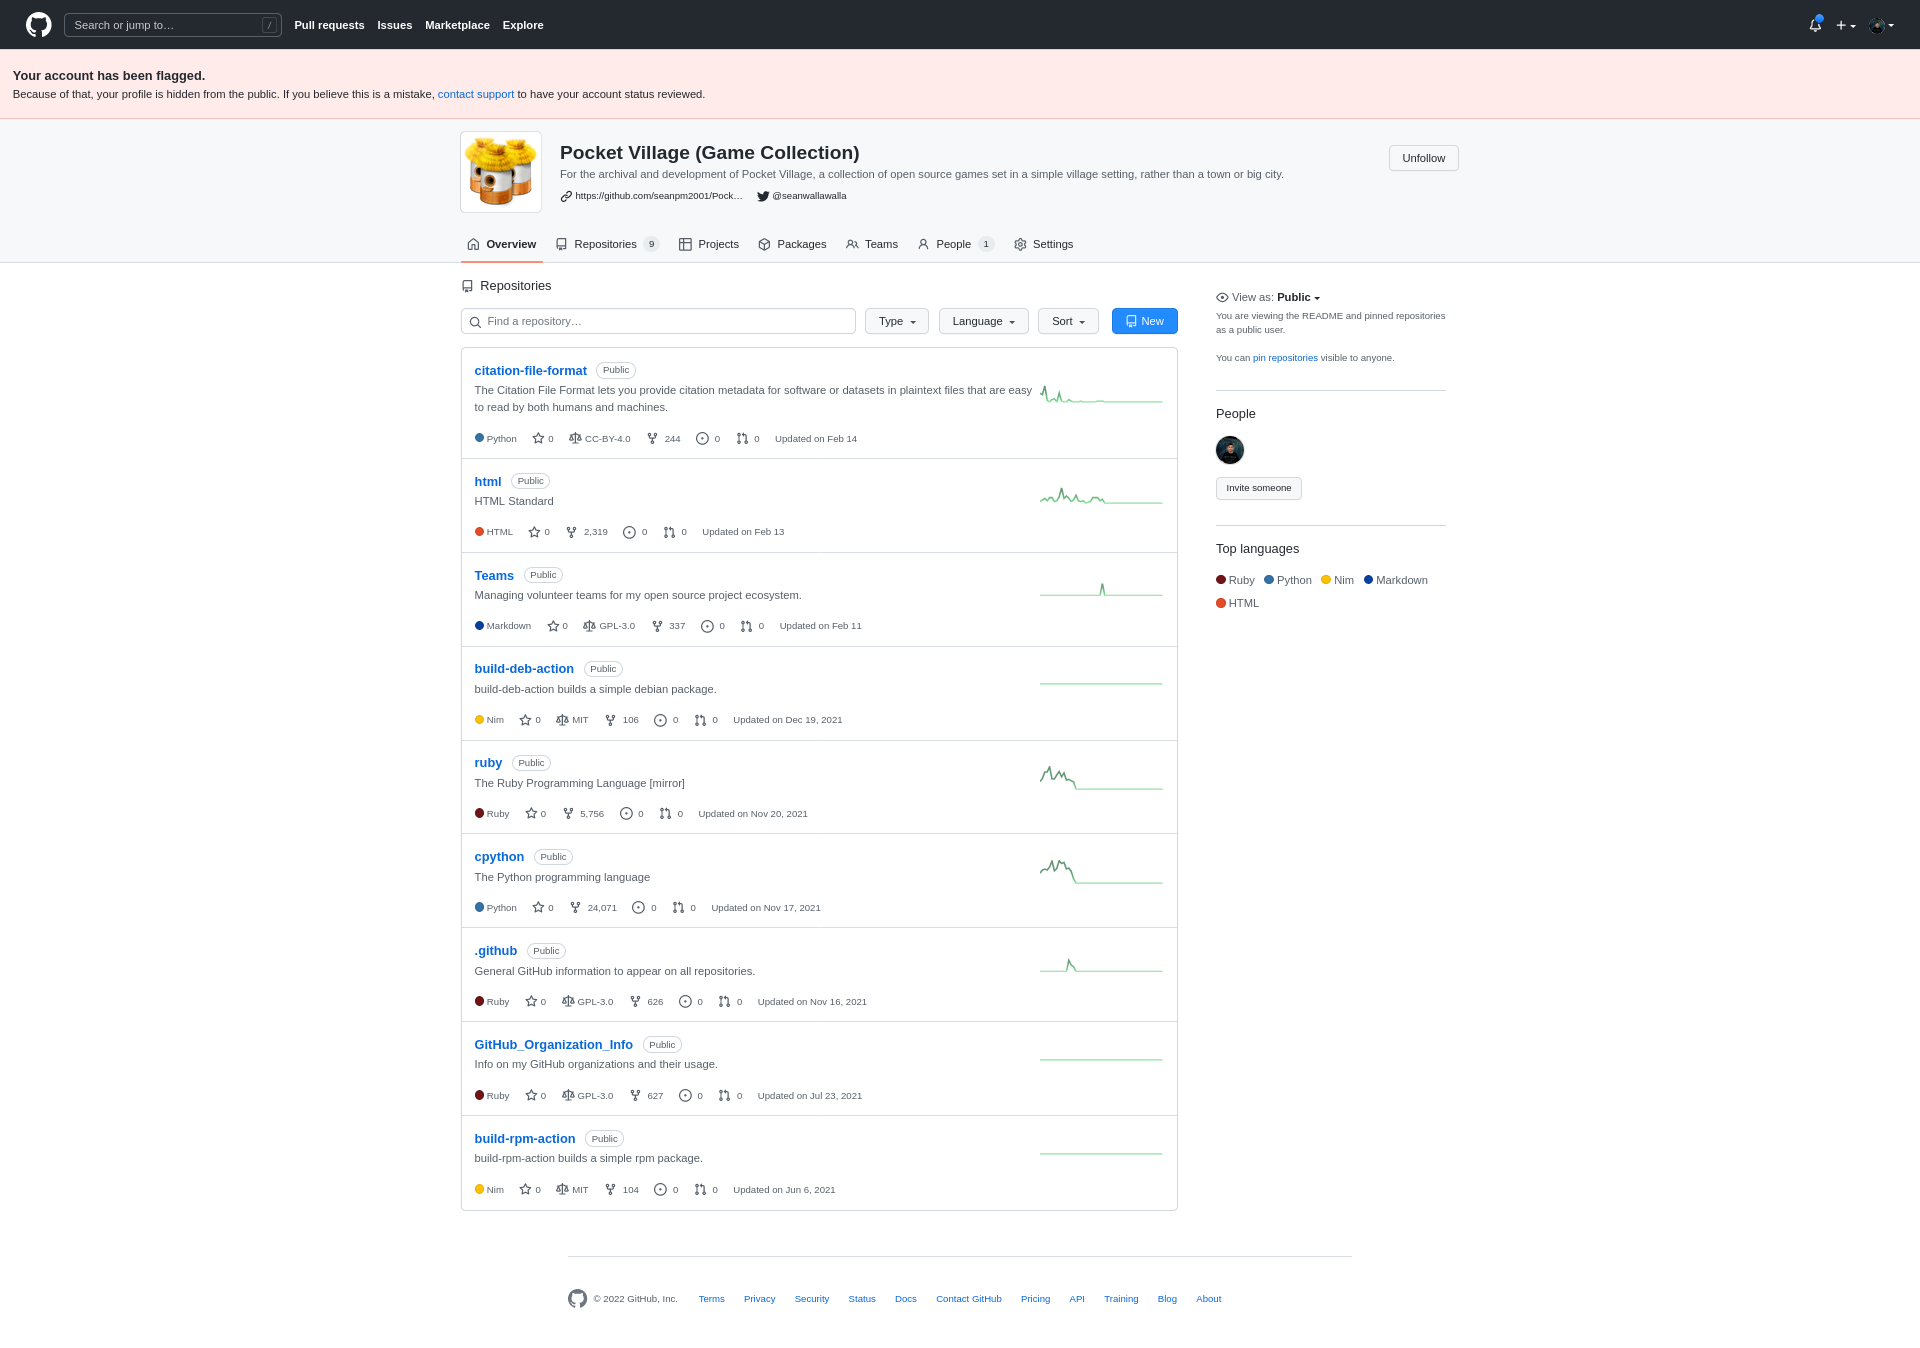 Search or jump to…
/
Pull requests Issues Marketplace Explore
Your account has been flagged.
Because of that, your profile is hidden from the public. If you believe this is a mistake, contact support to have your account status reviewed.
Pocket Village (Game Collection)
Unfollow
For the archival and development of Pocket Village, a collection of open source games set in a simple village setting, rather than a town or big city.
https://github.com/seanpm2001/Pock… @seanwallawalla
Overview Repositories 9 Projects Packages Teams People 1 Settings
Repositories
Find a repository… Type Language Sort New
citation-file-format Public
The Citation File Format lets you provide citation metadata for software or datasets in plaintext files that are easy
to read by both humans and machines.
Python 0 CC-BY-4.0 244 0 0 Updated on Feb 14
html Public
HTML Standard
HTML 0 2,319 0 0 Updated on Feb 13
Teams Public
Managing volunteer teams for my open source project ecosystem.
Markdown 0 GPL-3.0 337 0 0 Updated on Feb 11
build-deb-action Public
build-deb-action builds a simple debian package.
Nim 0 MIT 106 0 0 Updated on Dec 19, 2021
ruby Public
The Ruby Programming Language [mirror]
Ruby 0 5,756 0 0 Updated on Nov 20, 2021
cpython Public
The Python programming language
Python 0 24,071 0 0 Updated on Nov 17, 2021
.github Public
General GitHub information to appear on all repositories.
Ruby 0 GPL-3.0 626 0 0 Updated on Nov 16, 2021
GitHub_Organization_Info Public
Info on my GitHub organizations and their usage.
Ruby 0 GPL-3.0 627 0 0 Updated on Jul 23, 2021
build-rpm-action Public
build-rpm-action builds a simple rpm package.
Nim 0 MIT 104 0 0 Updated on Jun 6, 2021
View as: Public
You are viewing the README and pinned repositories
as a public user.
You can pin repositories visible to anyone.
People
Invite someone
Top languages
Ruby Python Nim Markdown
HTML
© 2022 GitHub, Inc. Terms Privacy Security Status Docs Contact GitHub Pricing API Training Blog About